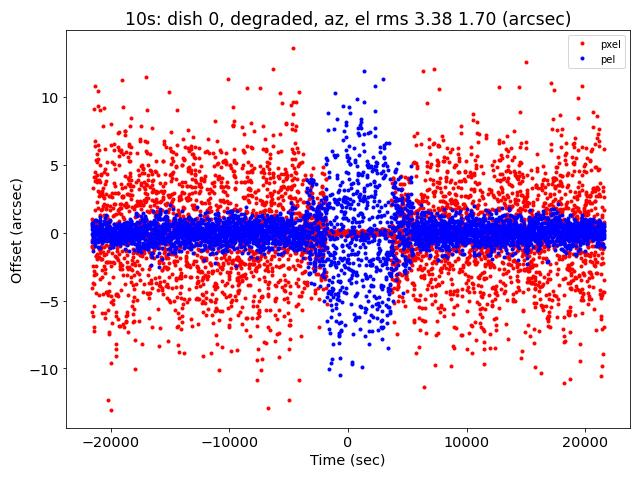 10s: dish 0, degraded, az, el rms 3.38 1.70 (arcsec)
pxel
pel
10
5
0
−5
−10
Offset (arcsec)
−20000 −10000 0 10000 20000
Time (sec)